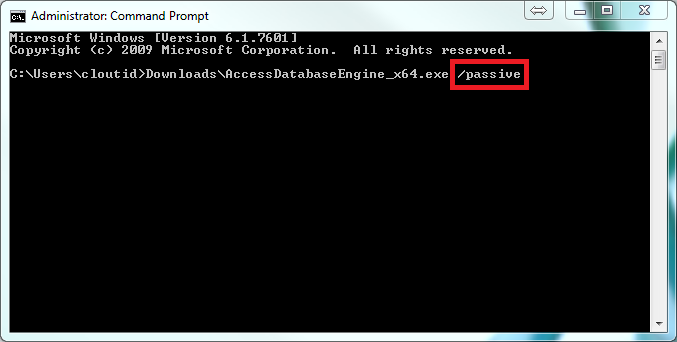 Administrator: Command Prompt
Microsoft Windows [Version 6.1.7601]
Copyright (c) 2009 Microsoft Corporation.  All rights reserved.
C:\Users\cloutid>Downloads\AccessDatabaseEngine_x64.exe /passive